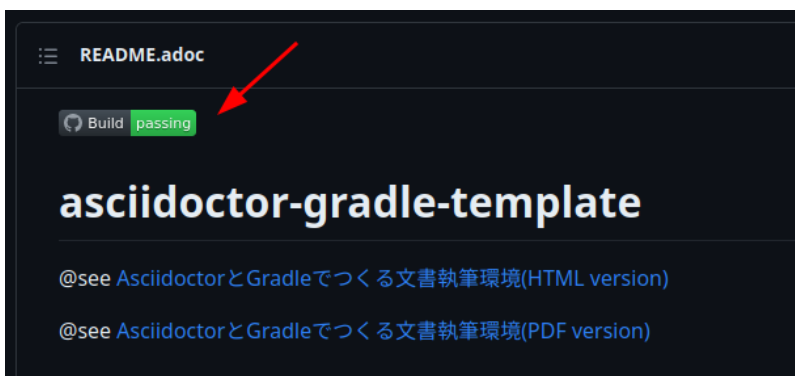 README.adoc
Build passing
asciidoctor-gradle-template
@see AsciidoctorとGradleでつくる文書執筆環境(HTML version)
@see AsciidoctorとGradleでつくる文書執筆環境(PDF version)